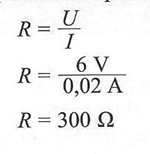 R = U/I
R = 6 V/0,02 A
R = 300 Ω